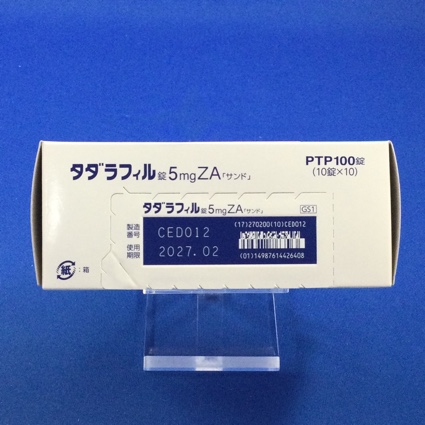 タダラフィル錠5mgZA「サンド」
PTP100錠
(10錠×10)
タダラフィル錠5mgZA「サンド」
GS1
製造番号 CED012
使用期限 2027.02
(17)270200(10)CED012
(01)14987614426408
紙:箱